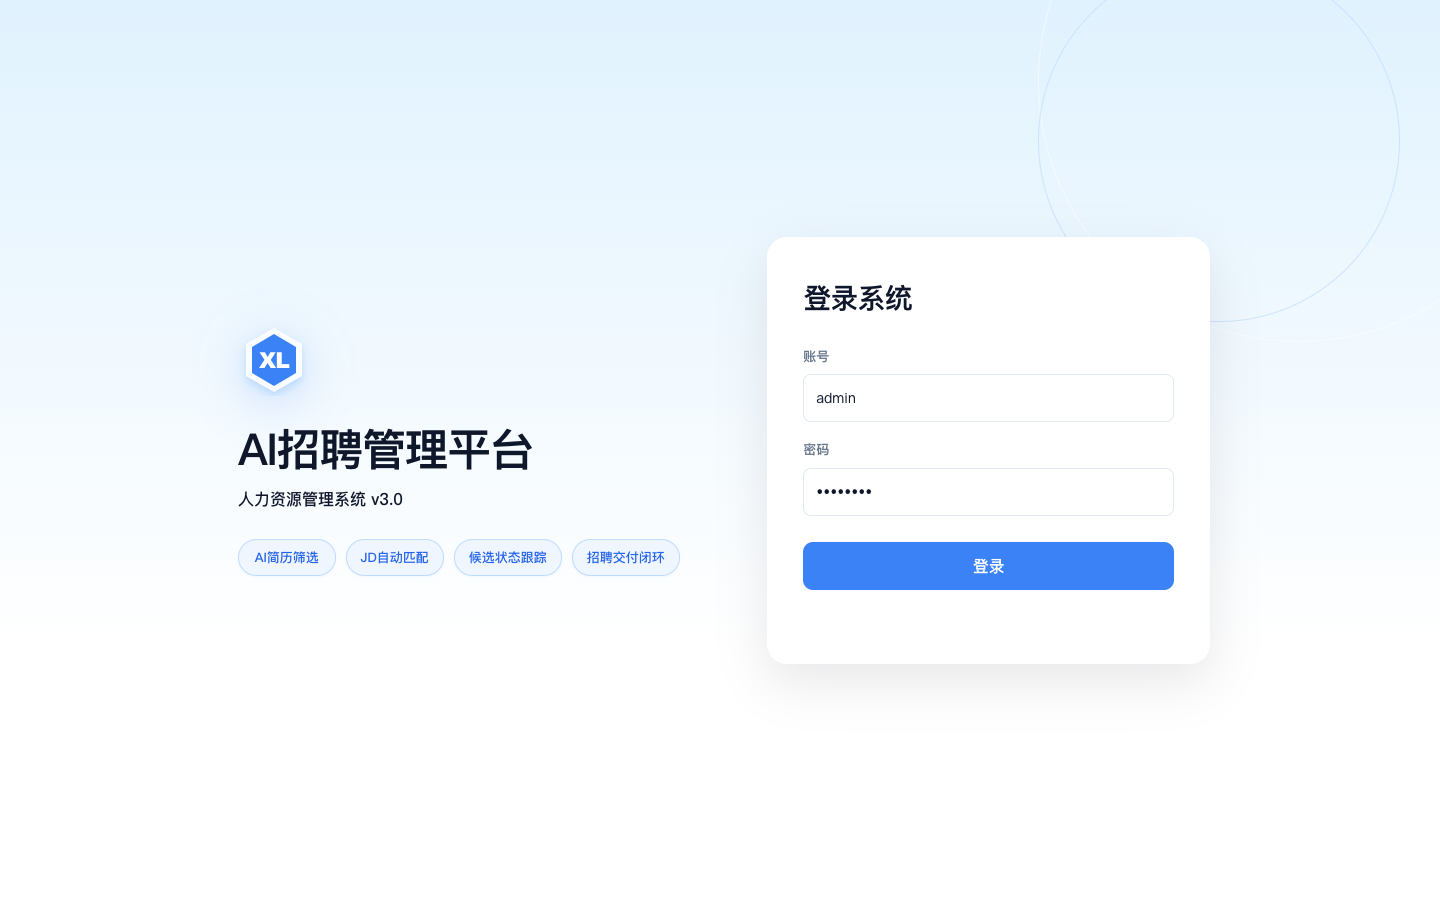 XL
AI招聘管理平台
人力资源管理系统 v3.0
AI简历筛选 JD自动匹配 候选状态跟踪 招聘交付闭环
登录系统
账号
admin
密码
••••••••
登录